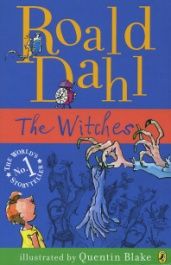 Roald
Dahl
The Witches
THE WORLD'S
No. 1
STORYTELLER
illustrated by Quentin Blake